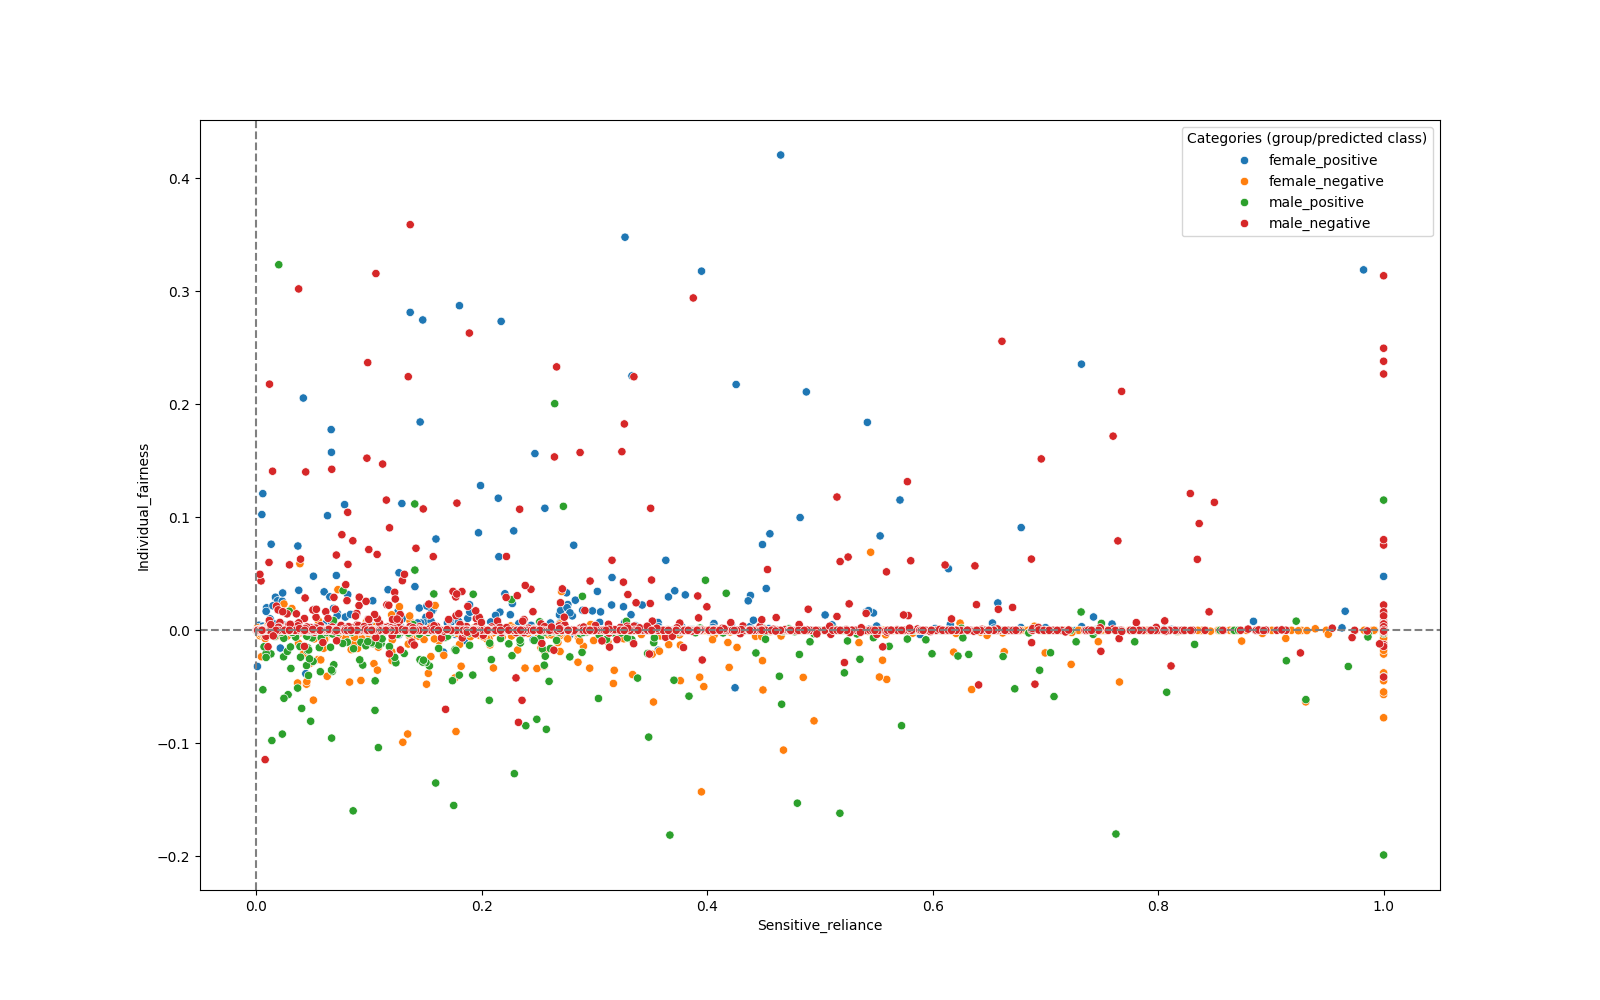 Categories (group/predicted class)
female_positive
female_negative
male_positive
male_negative
Individual_fairness
0.4
0.3
0.2
0.1
0.0
−0.1
−0.2
0.0 0.2 0.4 0.6 0.8 1.0
Sensitive_reliance